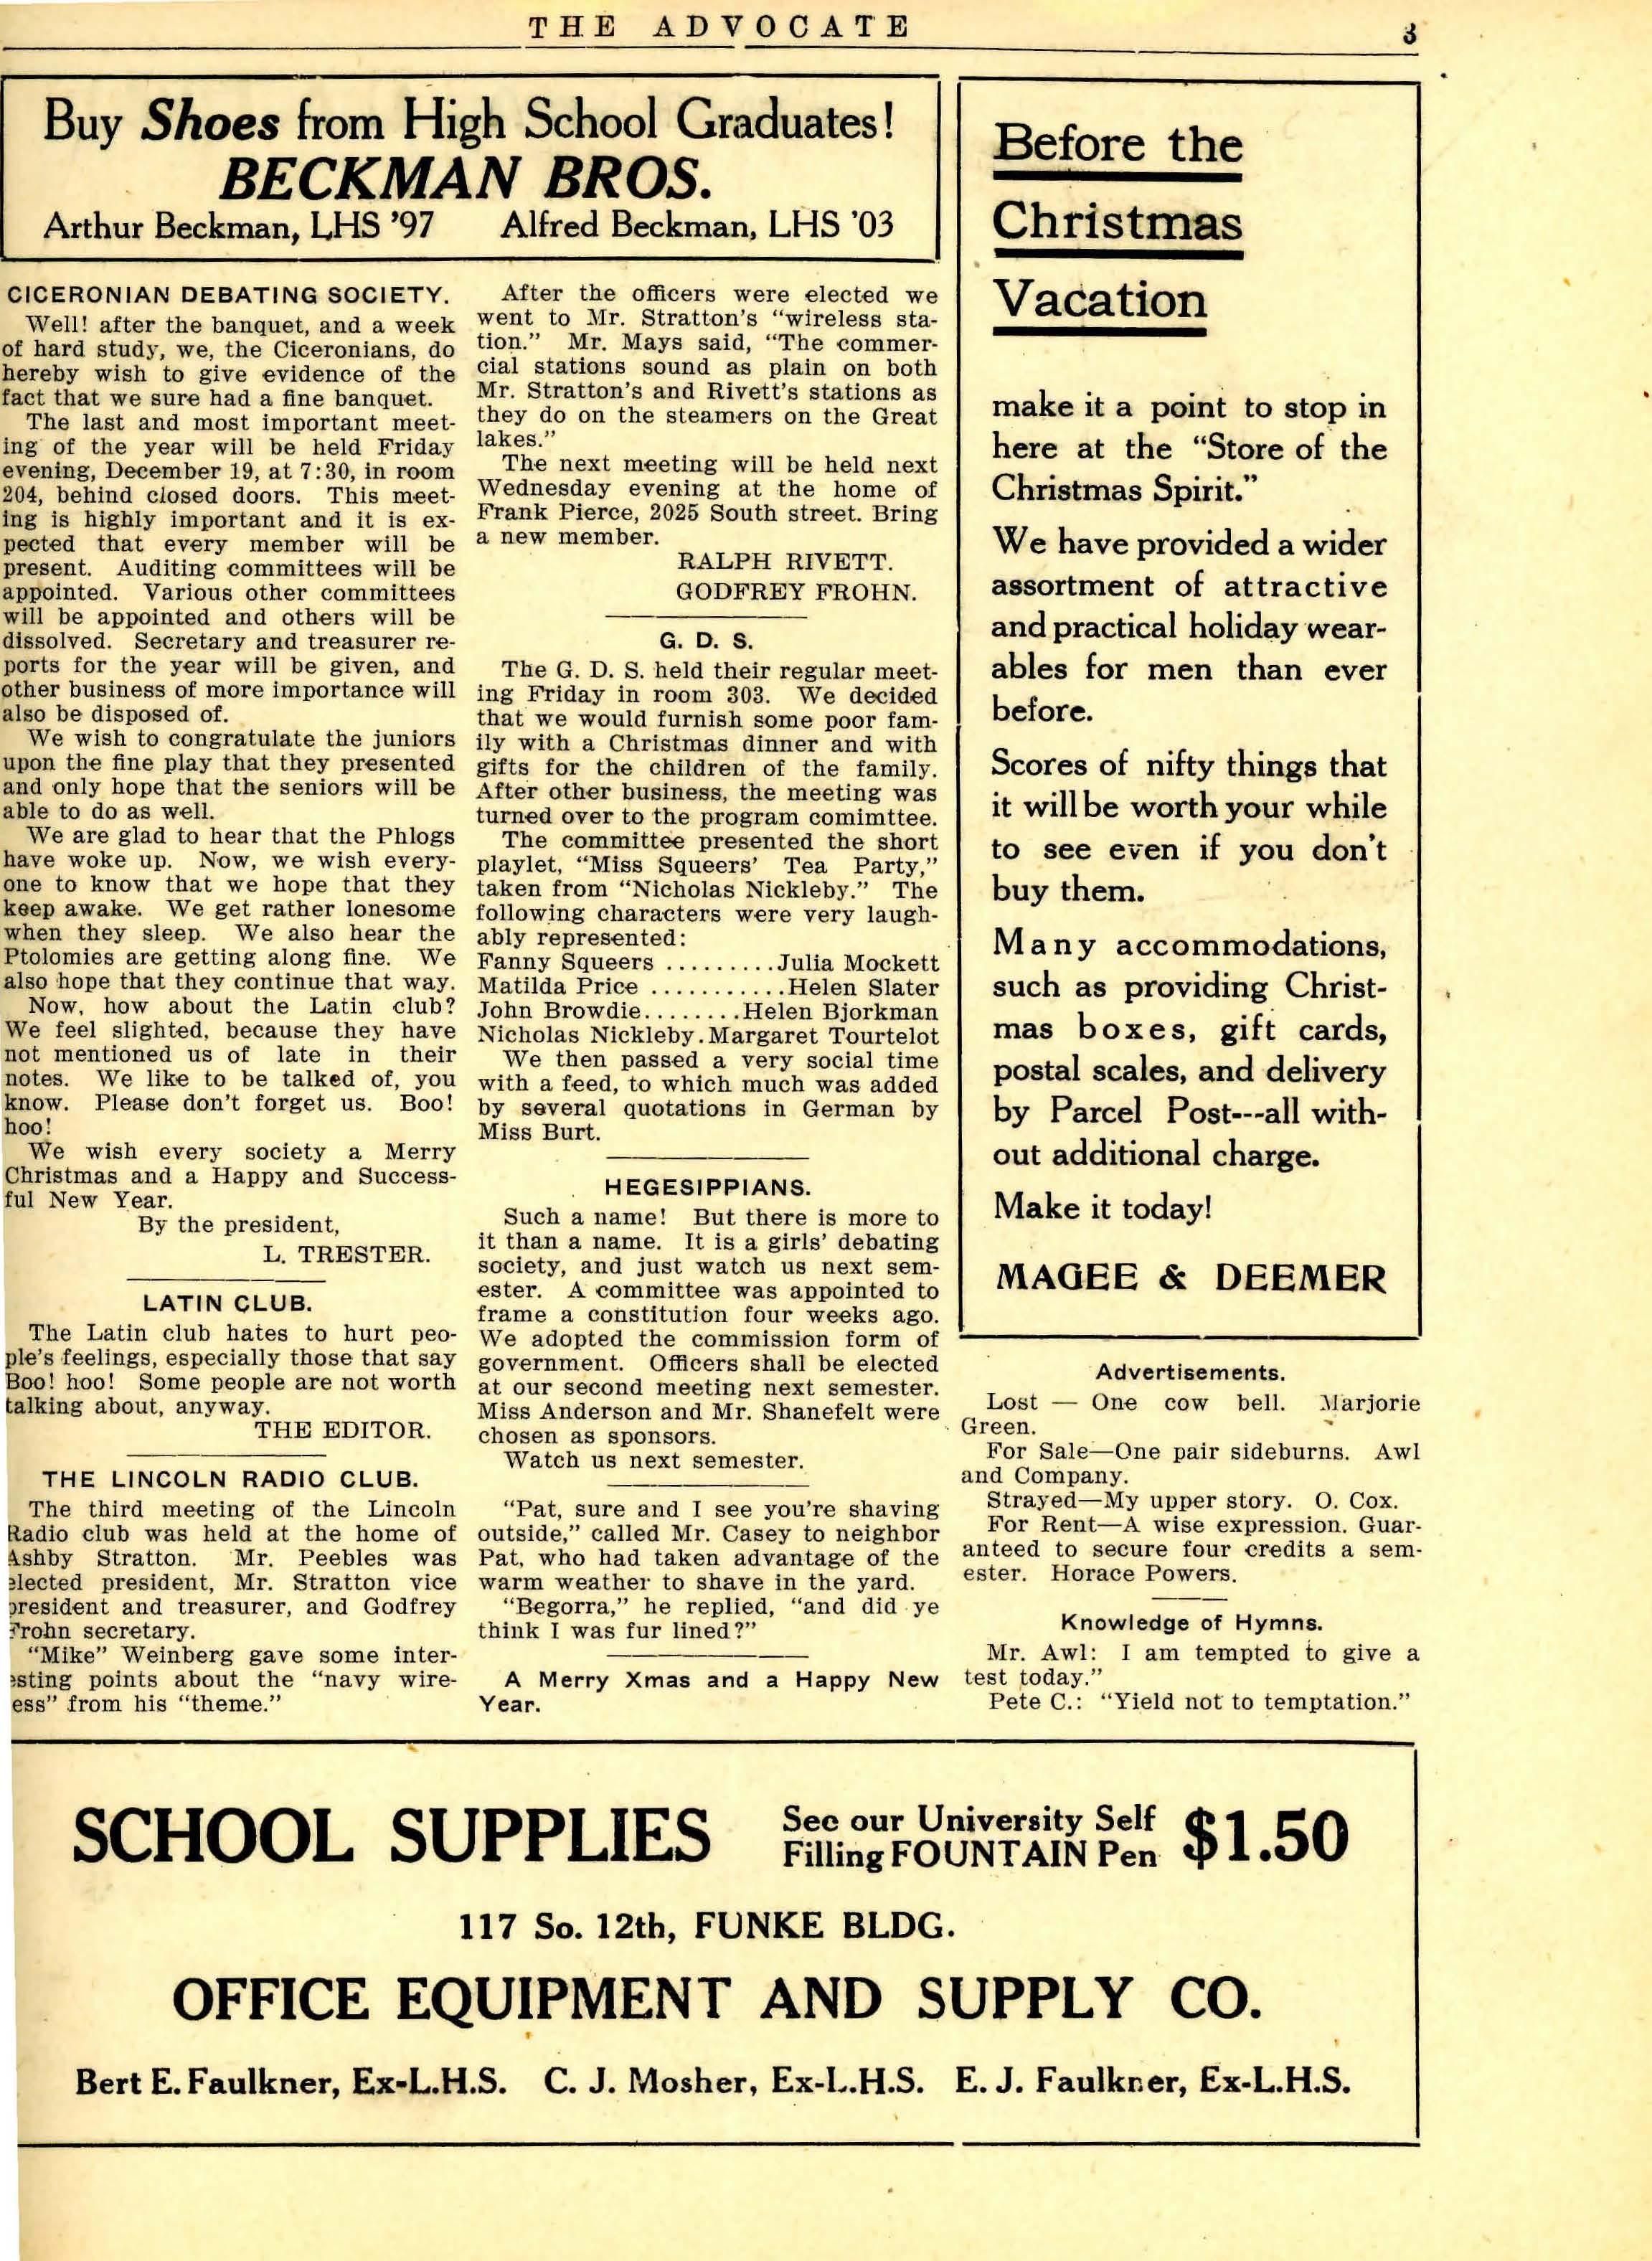 THE ADVOCATE
3
Buy Shoes from High School Graduates!
BECKMAN BROS.
Arthur Beckman, LHS '97 Alfred Beckman, LHS '03
CICERONIAN DEBATING SOCIETY.
Well! after the banquet, and a week
of hard study, we, the Ciceronians, do
hereby wish to give evidence of the
fact that we sure had a fine banquet.
The last and most important meet-
ing of the year will be held Friday
evening, December 19, at 7:30, in room
204, behind closed doors. This meet-
ing is highly important and it is ex-
pected that every member will be
present. Auditing committees will be
appointed. Various other committees
will be appointed and others will be
dissolved. Secretary and treasurer re-
ports for the year will be given, and
other business of more importance will
also be disposed of.
We wish to congratulate the juniors
upon the fine play that they presented
and only hope that the seniors will be
able to do as well.
We are glad to hear that the Phlogs
have woke up. Now, we wish every-
one to know that we hope that they
keep awake. We get rather lonesome
when they sleep. We also hear the
Ptolomies are getting along fine. We
also hope that they continue that way.
Now, how about the Latin club?
We feel slighted, because they have
not mentioned us of late in their
notes. We like to be talked of, you
know. Please don't forget us. Boo!
hoo!
We wish every society a Merry
Christmas and a Happy and Success-
ful New Year.
By the president,
L. TRESTER.
LATIN CLUB.
The Latin club hates to hurt peo-
ple's feelings, especially those that say
Boo! hoo! Some people are not worth
talking about, anyway.
THE EDITOR.
THE LINCOLN RADIO CLUB.
The third meeting of the Lincoln
Radio club was held at the home of
Ashby Stratton. Mr. Peebles was
elected president, Mr. Stratton vice
president and treasurer, and Godfrey
Frohn secretary.
"Mike" Weinberg gave some inter-
esting points about the "navy wire-
ess" from his "theme."
After the officers were elected we
went to Mr. Stratton's "wireless sta-
tion." Mr. Mays said, "The commer-
cial stations sound as plain on both
Mr. Stratton's and Rivett's stations as
they do on the steamers on the Great
lakes."
The next meeting will be held next
Wednesday evening at the home of
Frank Pierce, 2025 South street. Bring
a new member.
RALPH RIVETT.
GODFREY FROHN.
G. D. S.
The G. D. S. held their regular meet-
ing Friday in room 303. We decided
that we would furnish some poor fam-
ily with a Christmas dinner and with
gifts for the children of the family.
After other business, the meeting was
turned over to the program comimttee.
The committee presented the short
playlet, "Miss Squeers' Tea Party,"
taken from "Nicholas Nickleby." The
following characters were very laugh-
ably represented:
Fanny Squeers .........Julia Mockett
Matilda Price ...........Helen Slater
John Browdie........Helen Bjorkman
Nicholas Nickleby.Margaret Tourtelot
We then passed a very social time
with a feed, to which much was added
by several quotations in German by
Miss Burt.
HEGESIPPIANS.
Such a name! But there is more to
it than a name. It is a girls' debating
society, and just watch us next sem-
ester. A committee was appointed to
frame a constitution four weeks ago.
We adopted the commission form of
government. Officers shall be elected
at our second meeting next semester.
Miss Anderson and Mr. Shanefelt were
chosen as sponsors.
Watch us next semester.
"Pat, sure and I see you're shaving
outside," called Mr. Casey to neighbor
Pat, who had taken advantage of the
warm weather to shave in the yard.
"Begorra," he replied, "and did ye
think I was fur lined?"
A Merry Xmas and a Happy New
Year.
Before the
Christmas
Vacation
make it a point to stop in
here at the "Store of the
Christmas Spirit."
We have provided a wider
assortment of attractive
and practical holiday wear-
ables for men than ever
before.
Scores of nifty things that
it will be worth your while
to see even if you don't
buy them.
Many accommodations,
such as providing Christ-
mas boxes, gift cards,
postal scales, and delivery
by Parcel Post---all with-
out additional charge.
Make it today!
MAGEE & DEEMER
Advertisements.
Lost — One cow bell. Marjorie
Green.
For Sale—One pair sideburns. Awl
and Company.
Strayed—My upper story. O. Cox.
For Rent—A wise expression. Guar-
anteed to secure four credits a sem-
ester. Horace Powers.
Knowledge of Hymns.
Mr. Awl: I am tempted to give a
test today."
Pete C.: "Yield not to temptation."
SCHOOL SUPPLIES
See our University Self
Filling FOUNTAIN Pen $1.50
117 So. 12th, FUNKE BLDG.
OFFICE EQUIPMENT AND SUPPLY CO.
Bert E. Faulkner, Ex-L.H.S. C. J. Mosher, Ex-L.H.S. E. J. Faulkner, Ex-L.H.S.